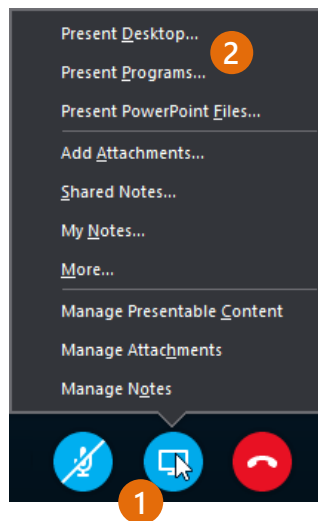 Present Desktop...
2
Present Programs...
Present PowerPoint Files...
Add Attachments...
Shared Notes...
My Notes...
More...
Manage Presentable Content
Manage Attachments
Manage Notes
1